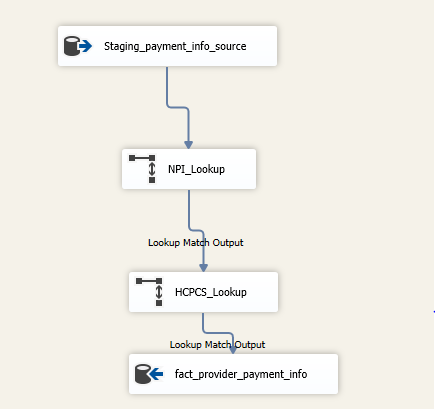 Staging_payment_info_source
NPI_Lookup
Lookup Match Output
HCPCS_Lookup
Lookup Match Output
fact_provider_payment_info